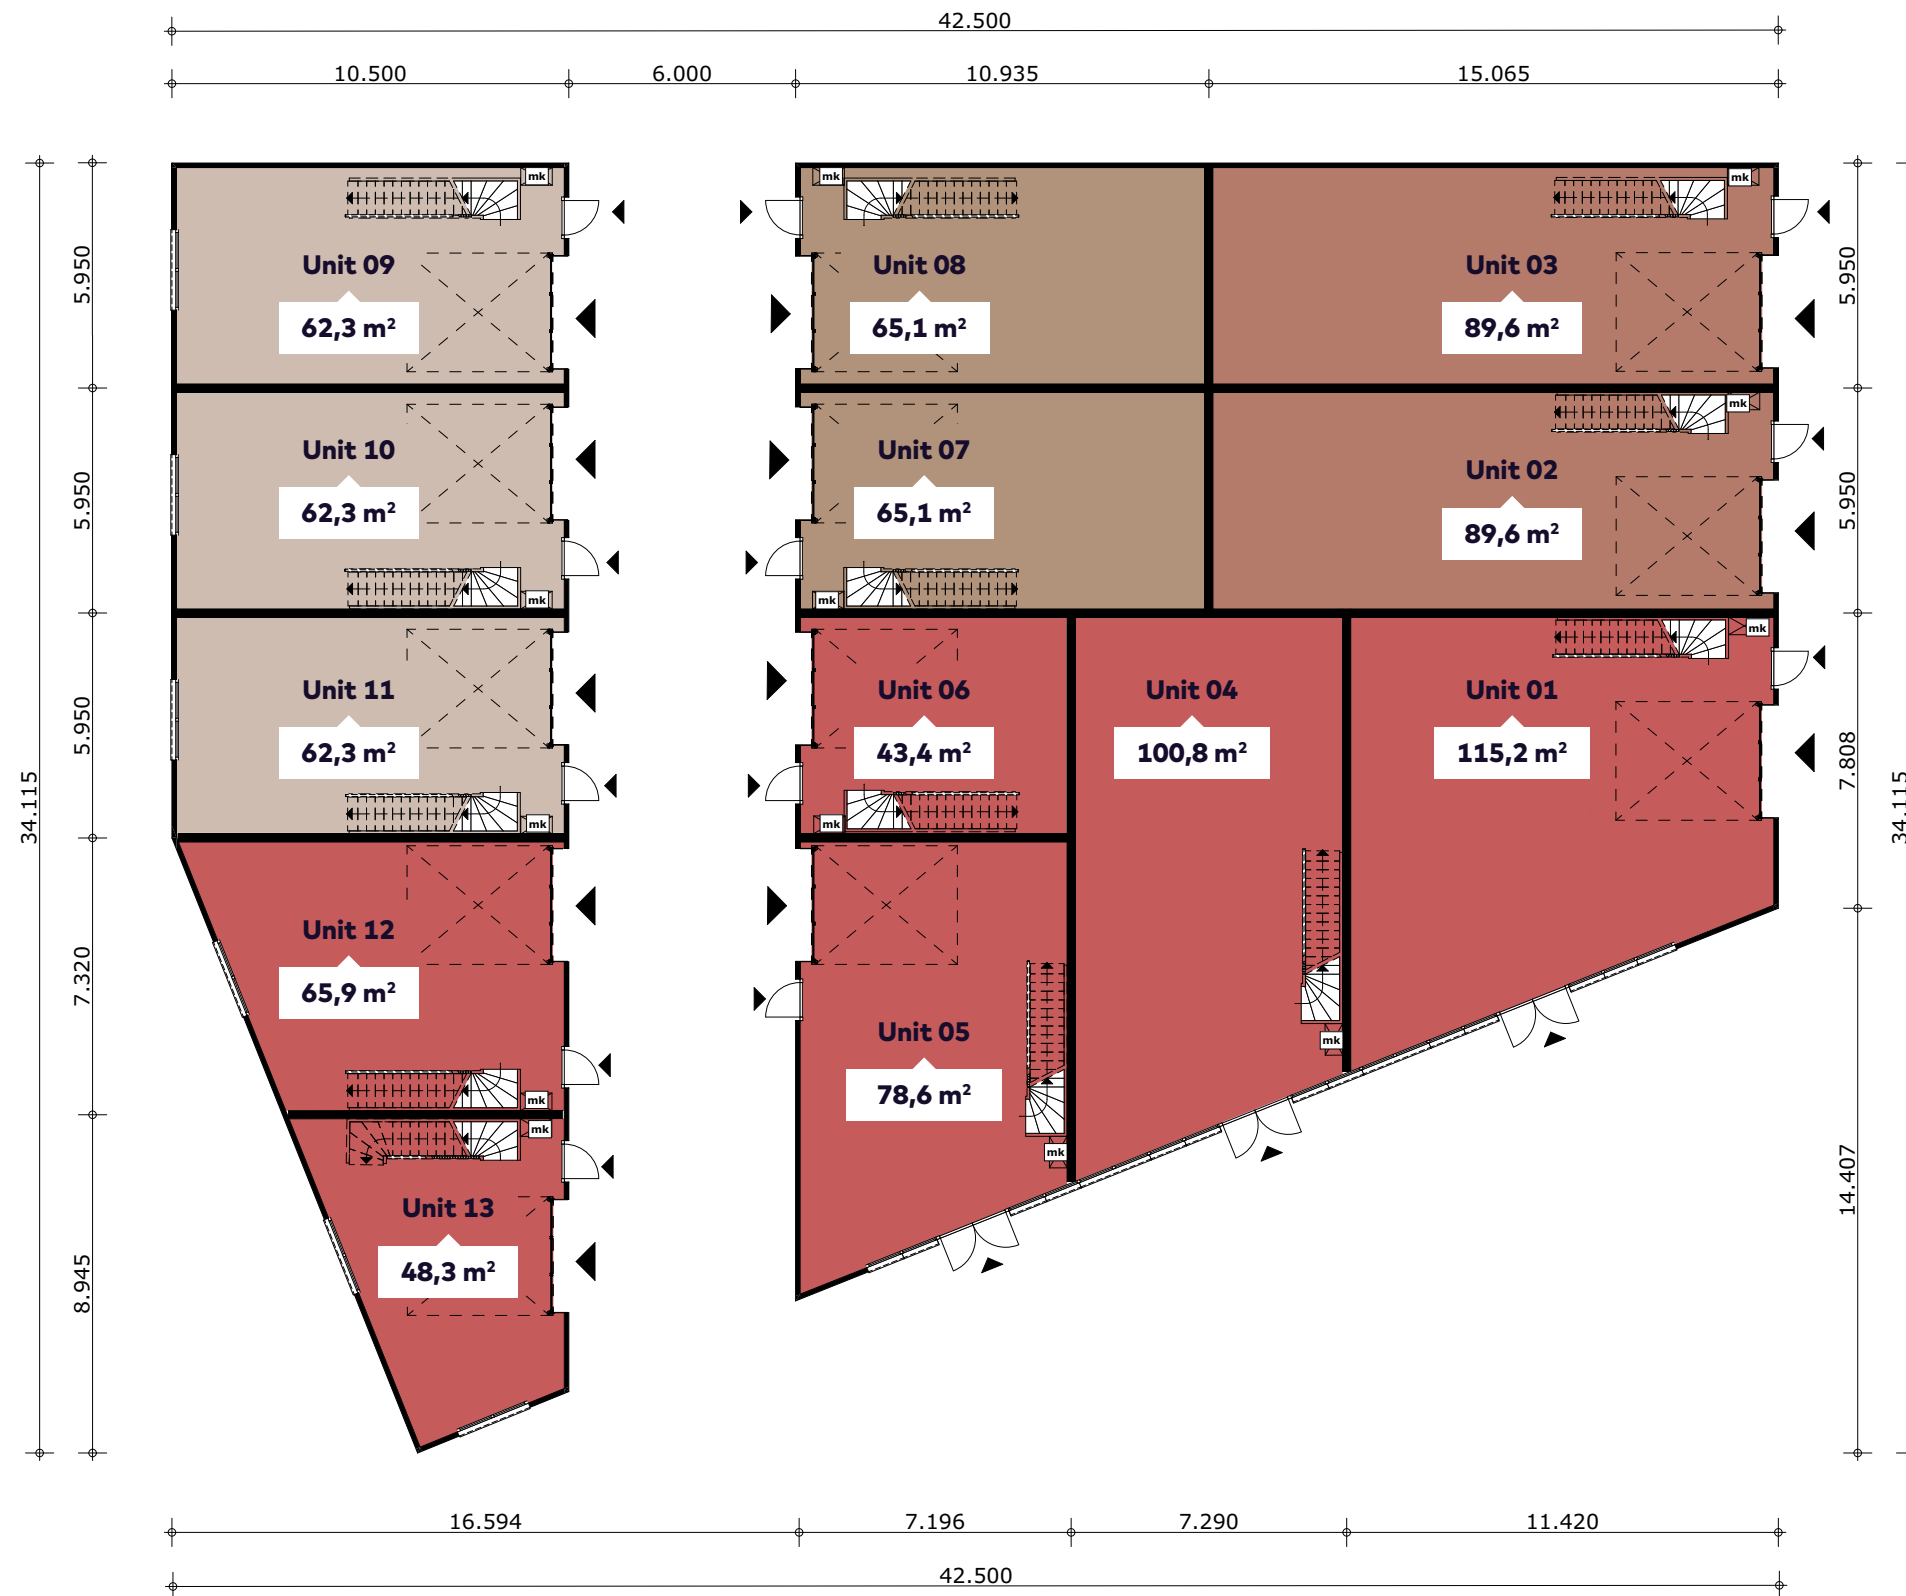 42.500
10.500
6.000
10.935
15.065
mk
mk
mk
5.950
Unit 09
62,3 m²
Unit 08
65,1 m²
Unit 03
89,6 m²
5.950
mk
5.950
Unit 10
62,3 m²
Unit 07
65,1 m²
Unit 02
89,6 m²
5.950
mk
mk
mk
5.950
Unit 11
62,3 m²
Unit 06
43,4 m²
Unit 04
100,8 m²
Unit 01
115,2 m²
7.808
34.115
34.115
mk
mk
Unit 12
65,9 m²
7.320
Unit 05
78,6 m²
mk
mk
mk
mk
Unit 13
48,3 m²
8.945
14.407
16.594
7.196
7.290
11.420
42.500